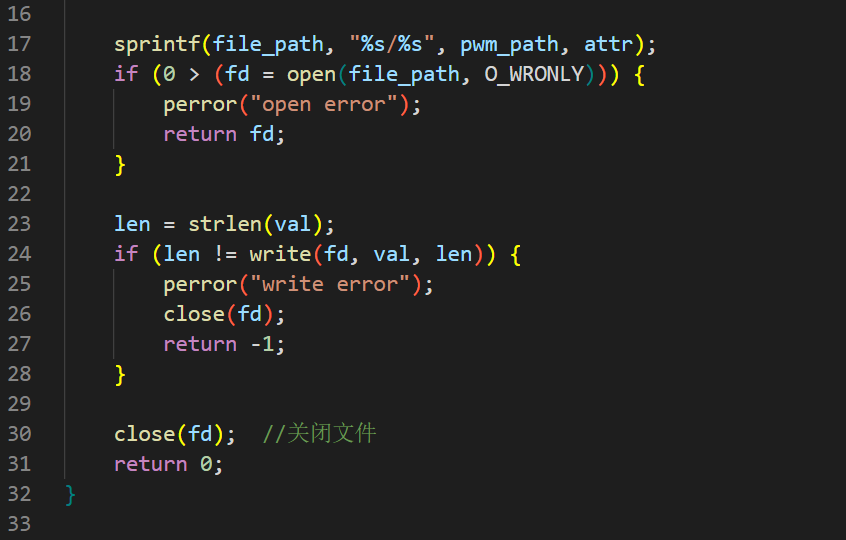 16
17 sprintf(file_path, "%s/%s", pwm_path, attr);
18 if (0 > (fd = open(file_path, O_WRONLY))) {
19 perror("open error");
20 return fd;
21 }
22
23 len = strlen(val);
24 if (len != write(fd, val, len)) {
25 perror("write error");
26 close(fd);
27 return -1;
28 }
29
30 close(fd);  //关闭文件
31 return 0;
32 }
33